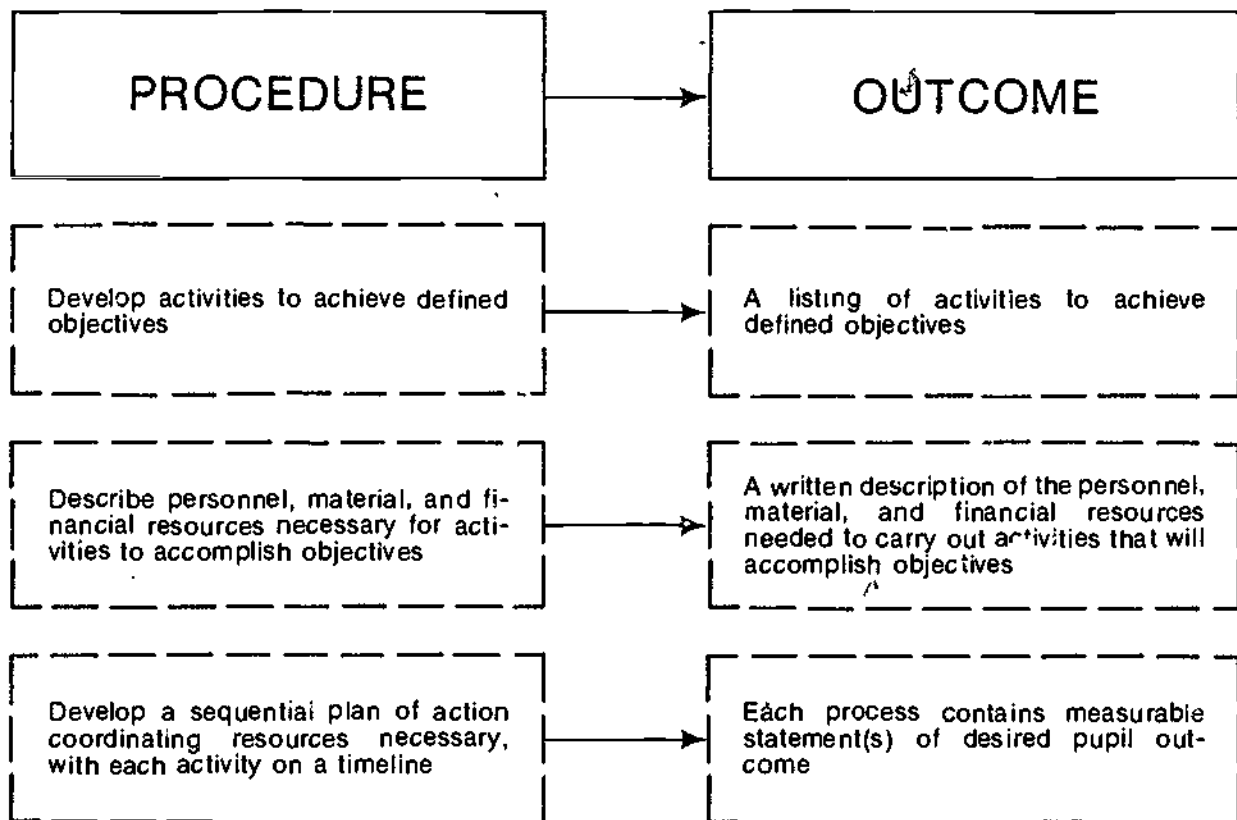 PROCEDURE
OUTCOME
Develop activities to achieve defined
objectives
A listing of activities to achieve
defined objectives
Describe personnel, material, and fi-
nancial resources necessary for acti-
vities to accomplish objectives
A written description of the personnel,
material, and financial resources
needed to carry out activities that will
accomplish objectives
Develop a sequential plan of action
coordinating resources necessary,
with each activity on a timeline
Each process contains measurable
statement(s) of desired pupil out-
come